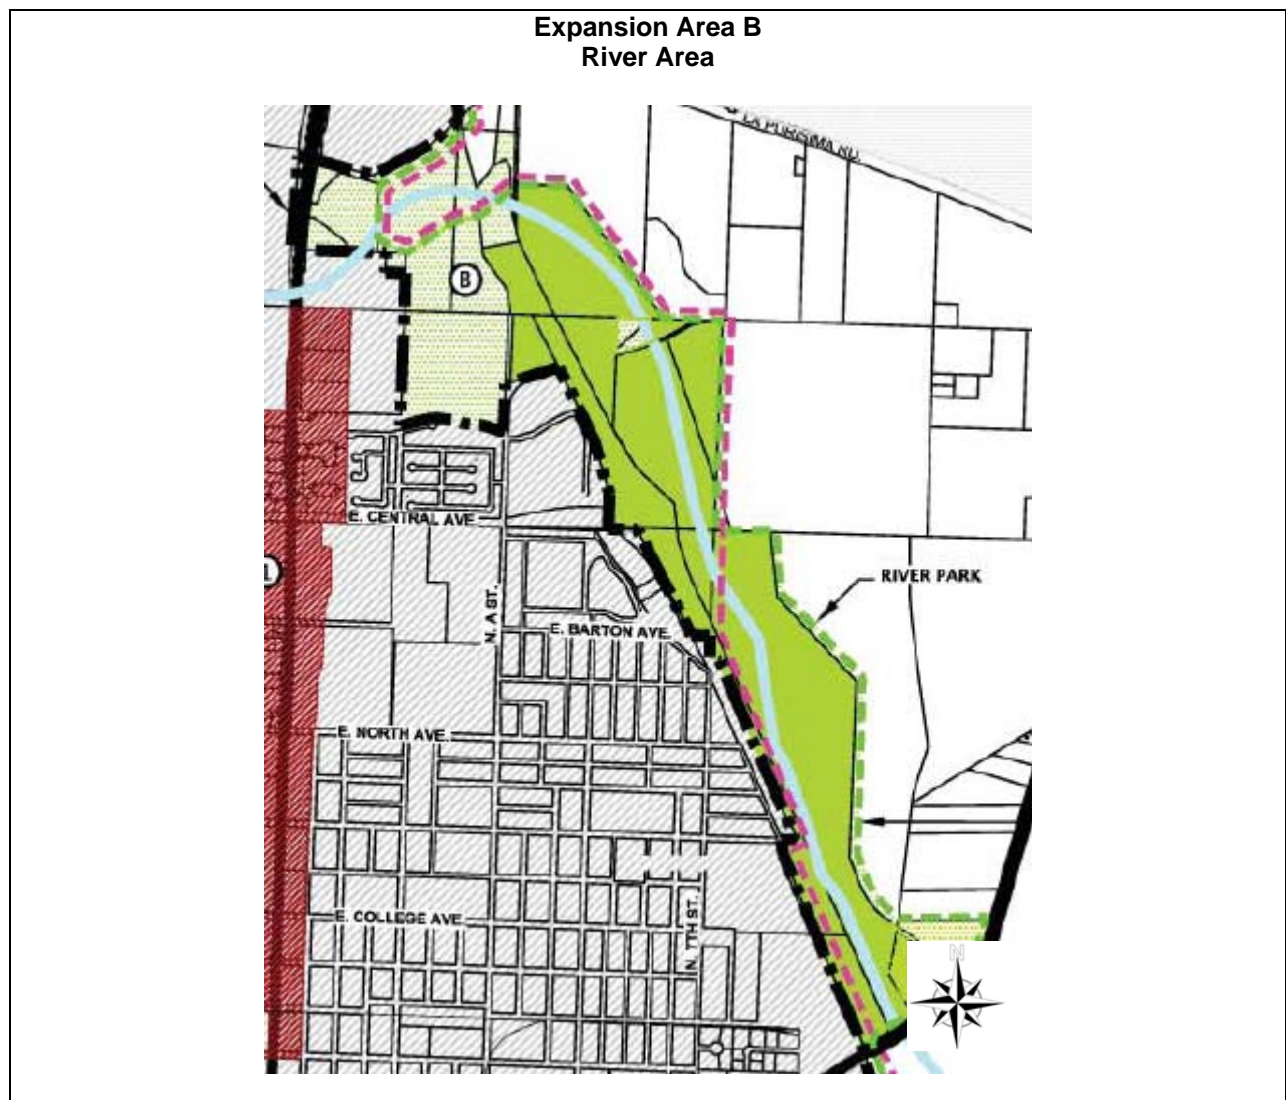 Expansion Area B
River Area
LA PURISIMA RD.
B
E. CENTRAL AVE
RIVER PARK
N. A ST.
E. BARTON AVE.
1
E. NORTH AVE.
E. COLLEGE AVE
N. 7TH ST.
N